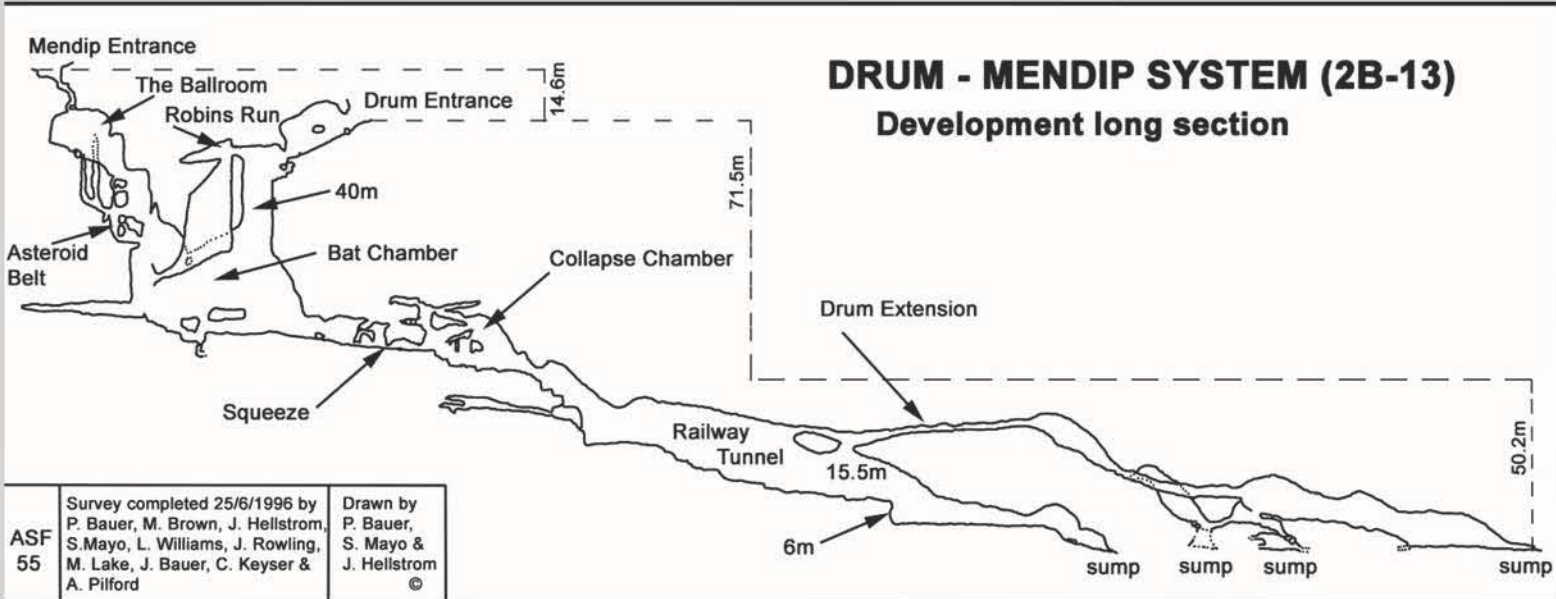 DRUM - MENDIP SYSTEM (2B-13)
Development long section
Mendip Entrance
The Ballroom
Robins Run
Drum Entrance
14.6m
71.5m
40m
Asteroid
Belt
Bat Chamber
Collapse Chamber
Drum Extension
Squeeze
Railway
Tunnel
15.5m
50.2m
6m
sump
sump
sump
sump
ASF
55
Survey completed 25/6/1996 by
P. Bauer, M. Brown, J. Hellstrom,
S.Mayo, L. Williams, J. Rowling,
M. Lake, J. Bauer, C. Keyser &
A. Pilford
Drawn by
P. Bauer,
S. Mayo &
J. Hellstrom
©